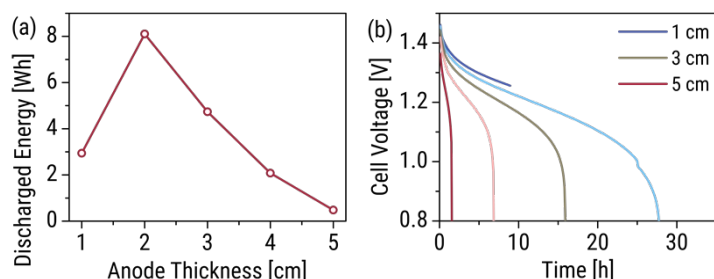 (a)
Discharged Energy [Wh]
8
6
4
2
0
1 2 3 4 5
Anode Thickness [cm]
(b)
Cell Voltage [V]
1.4
1.2
1.0
0.8
0 10 20 30
Time [h]
1 cm
3 cm
5 cm